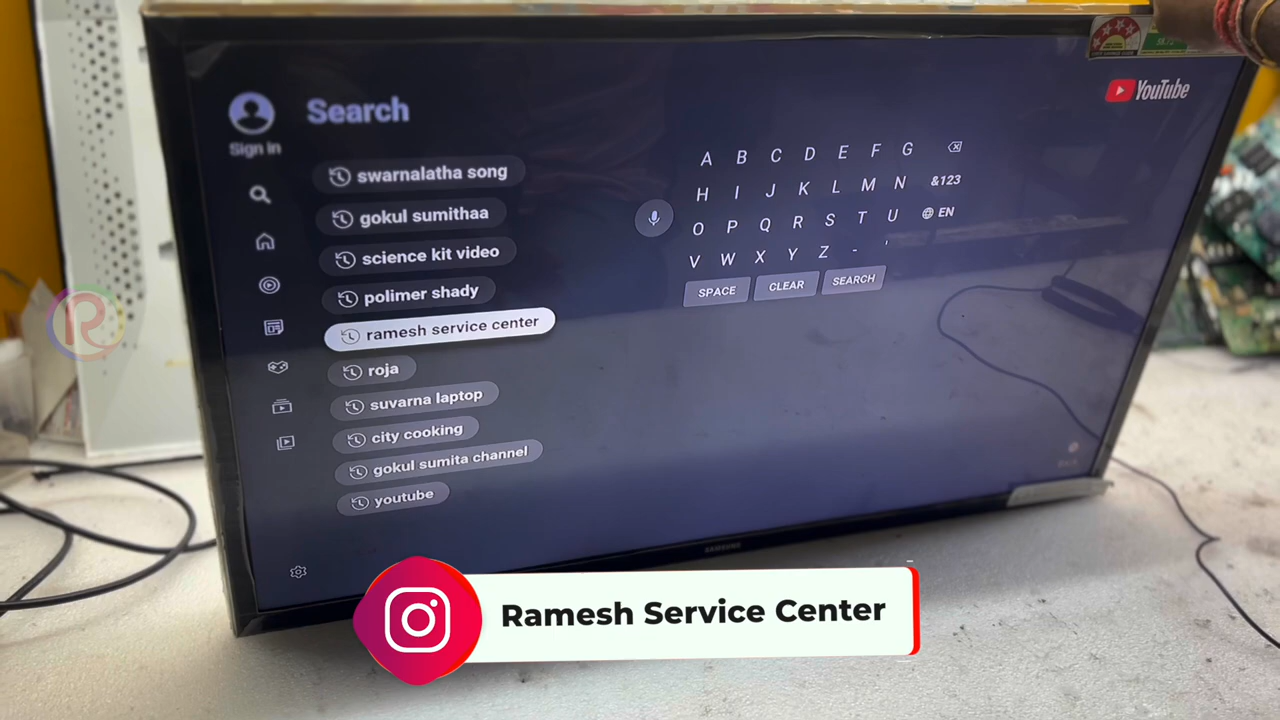 YouTube
Search
Sign in
swarnalatha song
gokul sumithaa
science kit video
polimer shady
ramesh service center
roja
suvarna laptop
city cooking
gokul sumita channel
youtube
A B C D E F G
H I J K L M N &123
O P Q R S T U EN
V W X Y Z - '
SPACE CLEAR SEARCH
SAMSUNG
R
Ramesh Service Center